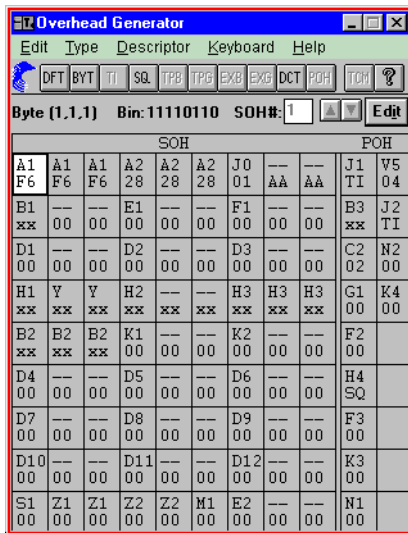 Overhead Generator
Edit Type Descriptor Keyboard Help
DFT BYT TI SQL TPB TPG EXB EXG DCT POH TCM ?
Byte (1,1,1) Bin:11110110 SOH#: 1 Edit
SOH POH
A1 A1 A1 A2 A2 A2 J0 -- -- J1 V5
F6 F6 F6 28 28 28 01 AA AA TI 04
B1 -- -- E1 -- -- F1 -- -- B3 J2
xx 00 00 00 00 00 00 00 00 xx TI
D1 -- -- D2 -- -- D3 -- -- C2 N2
00 00 00 00 00 00 00 00 00 02 00
H1 Y Y H2 -- -- H3 H3 H3 G1 K4
xx xx xx xx xx xx xx xx xx 00 00
B2 B2 B2 K1 -- -- K2 -- -- F2
xx xx xx 00 00 00 00 00 00 00
D4 -- -- D5 -- -- D6 -- -- H4
00 00 00 00 00 00 00 00 00 SQ
D7 -- -- D8 -- -- D9 -- -- F3
00 00 00 00 00 00 00 00 00 00
D10 -- -- D11 -- -- D12 -- -- K3
00 00 00 00 00 00 00 00 00 00
S1 Z1 Z1 Z2 Z2 M1 E2 -- -- N1
00 00 00 00 00 00 00 00 00 00